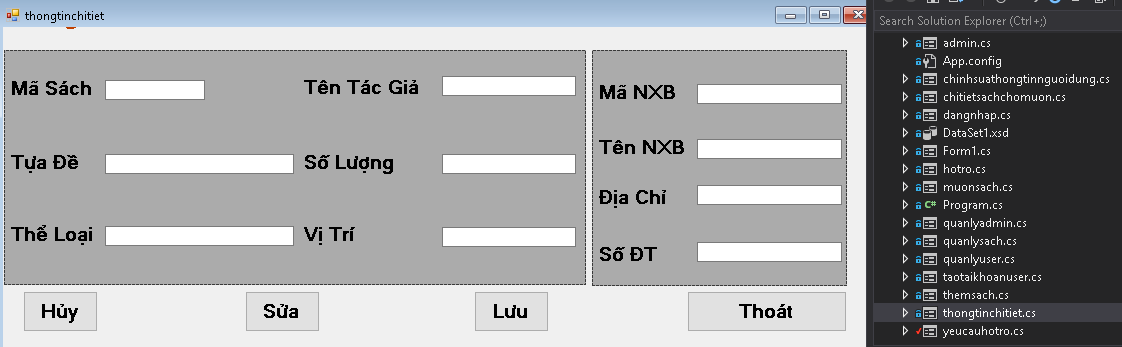 thongtinchitiet
Mã Sách
Tên Tác Giả
Tựa Đề
Số Lượng
Thể Loại
Vị Trí
Mã NXB
Tên NXB
Địa Chỉ
Số ĐT
Hủy
Sửa
Lưu
Thoát
Search Solution Explorer (Ctrl+;)
admin.cs
App.config
chinhsuathongtinnguoidung.cs
chitietsachchomuon.cs
dangnhap.cs
DataSet1.xsd
Form1.cs
hotro.cs
muonsach.cs
C# Program.cs
quanlyadmin.cs
quanlysach.cs
quanlyuser.cs
taotaikhoanuser.cs
themsach.cs
thongtinchitiet.cs
yeucauhotro.cs